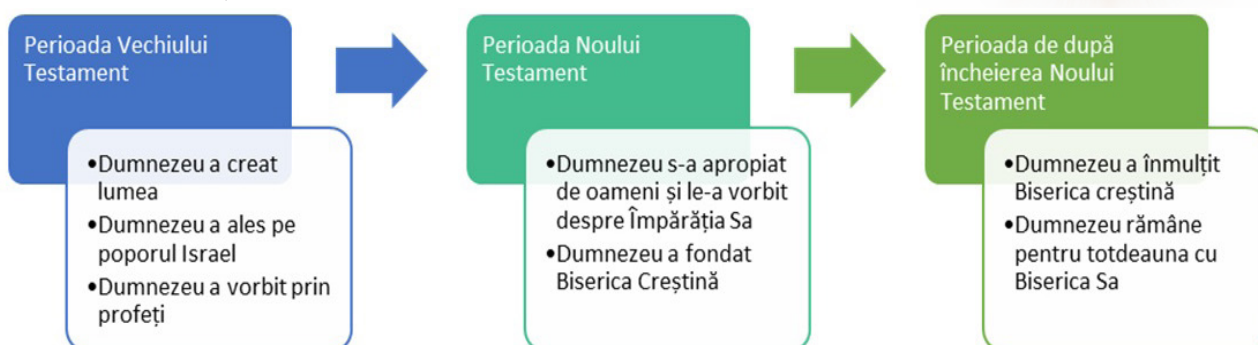 Perioada Vechiului
Testament
•Dumnezeu a creat
lumea
•Dumnezeu a ales pe
poporul Israel
•Dumnezeu a vorbit prin
profeți
Perioada Noului
Testament
•Dumnezeu s-a apropiat
de oameni și le-a vorbit
despre Împărăția Sa
•Dumnezeu a fondat
Biserica Creștină
Perioada de după
încheierea Noului
Testament
•Dumnezeu a înmulțit
Biserica creștină
•Dumnezeu rămâne
pentru totdeauna cu
Biserica Sa